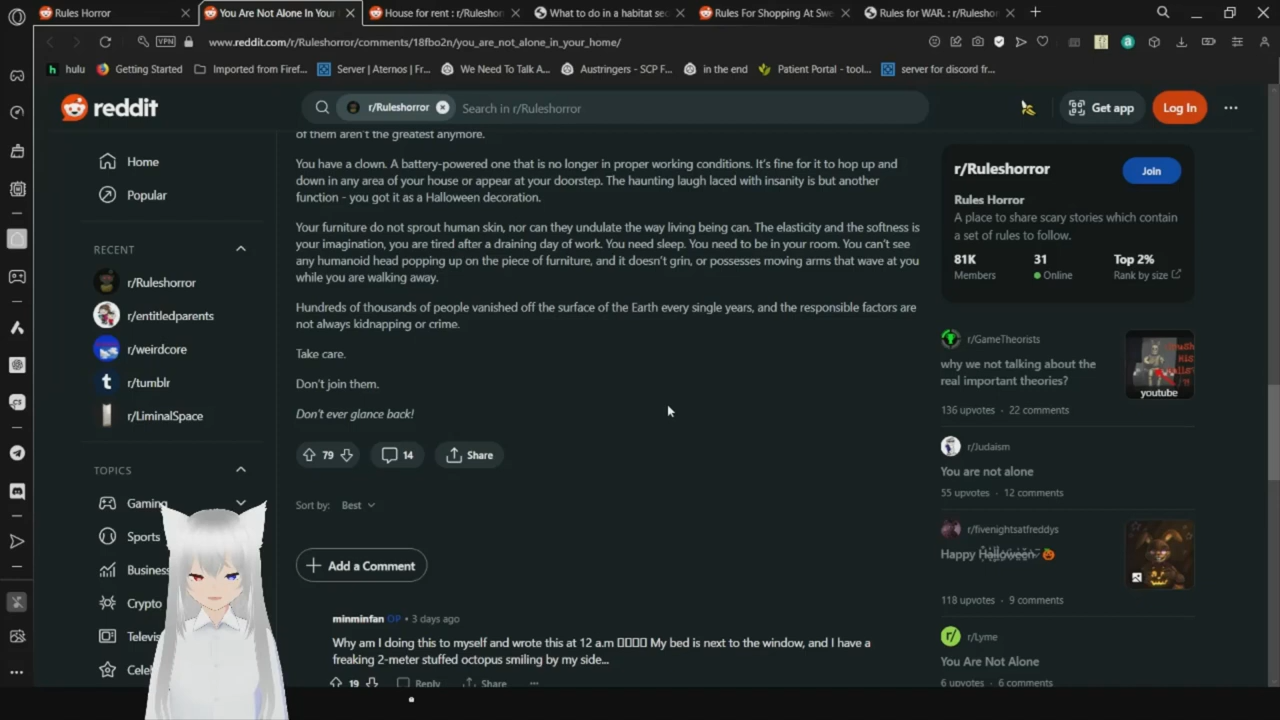 Rules Horror
You Are Not Alone In Your
House for rent : r/Ruleshorr
What to do in a habitat sec
Rules For Shopping At Swe
Rules for WAR. : r/Ruleshorr
VPN
www.reddit.com/r/Ruleshorror/comments/18fbo2n/you_are_not_alone_in_your_home/
hulu
Getting Started
Imported from Firef...
Server | Aternos | Fr...
We Need To Talk A...
Austringers - SCP F...
in the end
Patient Portal - tool...
server for discord fr...
reddit
r/Ruleshorror
Search in r/Ruleshorror
Get app
Log In
Home
Popular
RECENT
r/Ruleshorror
r/entitledparents
r/weirdcore
r/tumblr
r/LiminalSpace
TOPICS
Gaming
Sports
Business
Crypto
Televis
Celeb
of them aren't the greatest anymore.
You have a clown. A battery-powered one that is no longer in proper working conditions. It's fine for it to hop up and
down in any area of your house or appear at your doorstep. The haunting laugh laced with insanity is but another
function - you got it as a Halloween decoration.
Your furniture do not sprout human skin, nor can they undulate the way living being can. The elasticity and the softness is
your imagination, you are tired after a draining day of work. You need sleep. You need to be in your room. You can't see
any humanoid head popping up on the piece of furniture, and it doesn't grin, or possesses moving arms that wave at you
while you are walking away.
Hundreds of thousands of people vanished off the surface of the Earth every single years, and the responsible factors are
not always kidnapping or crime.
Take care.
Don't join them.
Don't ever glance back!
79
14
Share
Sort by: Best
Add a Comment
minminfan OP • 3 days ago
Why am I doing this to myself and wrote this at 12 a.m My bed is next to the window, and I have a
freaking 2-meter stuffed octopus smiling by my side...
19
Reply
Share
r/Ruleshorror
Join
Rules Horror
A place to share scary stories which contain
a set of rules to follow.
81K
Members
31
Online
Top 2%
Rank by size
r/GameTheorists
why we not talking about the
real important theories?
youtube
136 upvotes · 22 comments
r/Judaism
You are not alone
55 upvotes · 12 comments
r/fivenightsatfreddys
Happy Halloween 🎃
118 upvotes · 9 comments
r/Lyme
You Are Not Alone
6 upvotes · 6 comments